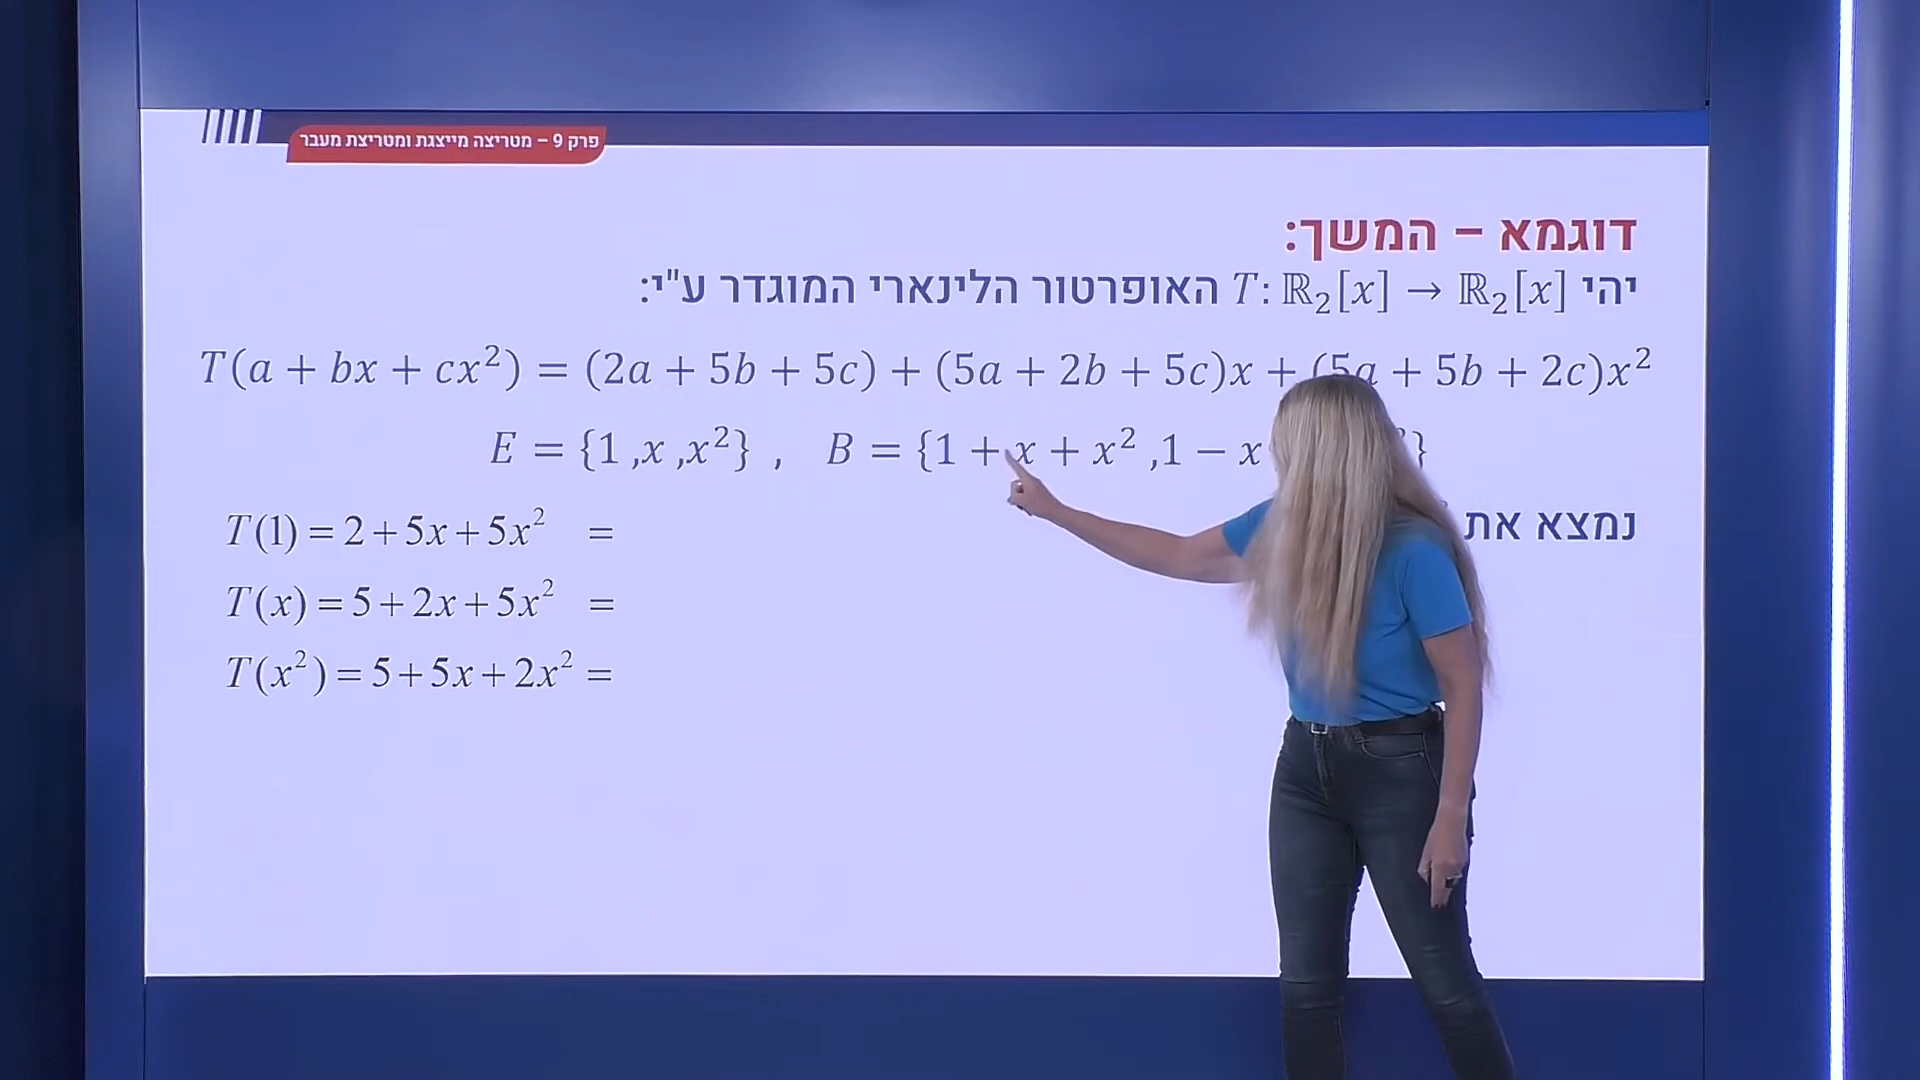 פרק 9 – מטריצה מייצגת ומטריצת מעבר
דוגמא – המשך:
יהי T: ℝ₂[x] → ℝ₂[x] האופרטור הלינארי המוגדר ע"י:
T(a + bx + cx²) = (2a + 5b + 5c) + (5a + 2b + 5c)x + (5a + 5b + 2c)x²
E = {1 ,x ,x²} , B = {1 + x + x² ,1 − x }
נמצא את
T(1) = 2 + 5x + 5x² =
T(x) = 5 + 2x + 5x² =
T(x²) = 5 + 5x + 2x² =